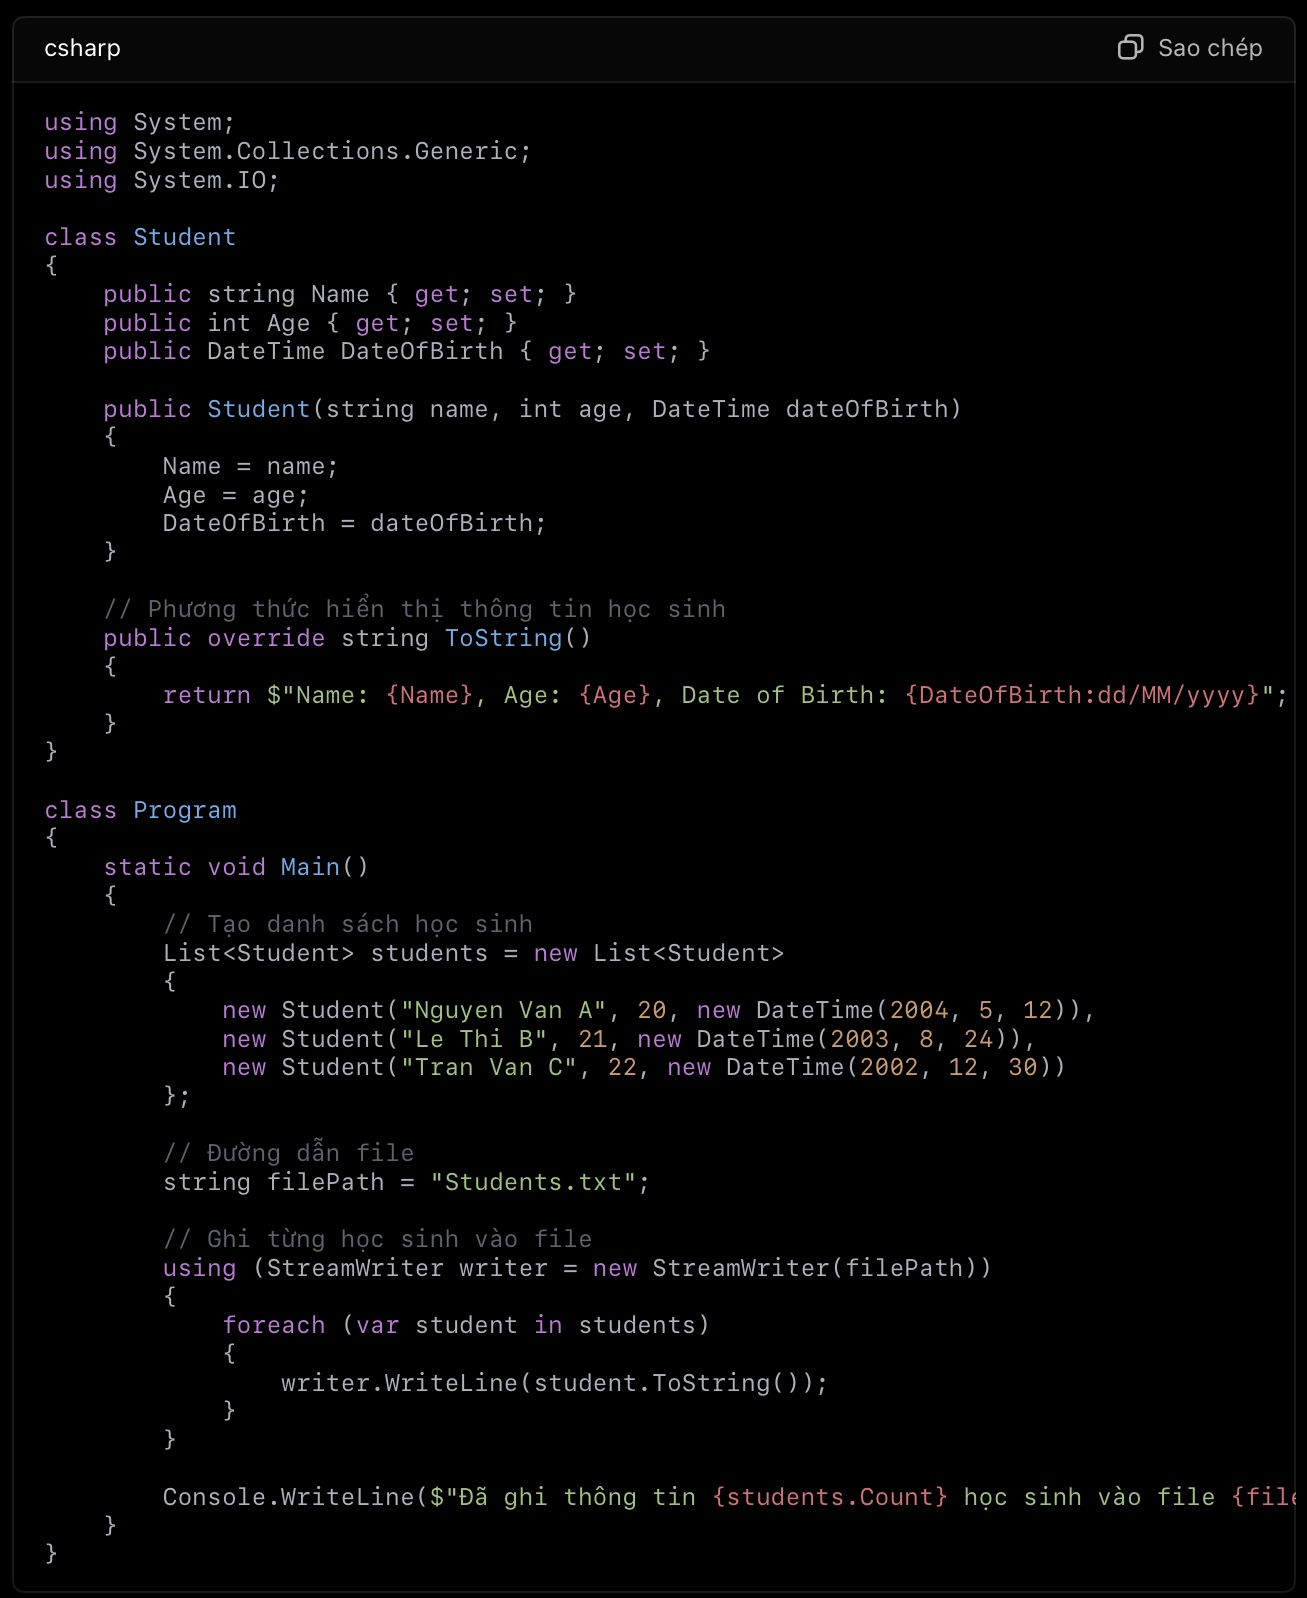 csharp
Sao chép
using System;
using System.Collections.Generic;
using System.IO;
class Student
{
    public string Name { get; set; }
    public int Age { get; set; }
    public DateTime DateOfBirth { get; set; }
    public Student(string name, int age, DateTime dateOfBirth)
    {
        Name = name;
        Age = age;
        DateOfBirth = dateOfBirth;
    }
    // Phương thức hiển thị thông tin học sinh
    public override string ToString()
    {
        return $"Name: {Name}, Age: {Age}, Date of Birth: {DateOfBirth:dd/MM/yyyy}";
    }
}
class Program
{
    static void Main()
    {
        // Tạo danh sách học sinh
        List<Student> students = new List<Student>
        {
            new Student("Nguyen Van A", 20, new DateTime(2004, 5, 12)),
            new Student("Le Thi B", 21, new DateTime(2003, 8, 24)),
            new Student("Tran Van C", 22, new DateTime(2002, 12, 30))
        };
        // Đường dẫn file
        string filePath = "Students.txt";
        // Ghi từng học sinh vào file
        using (StreamWriter writer = new StreamWriter(filePath))
        {
            foreach (var student in students)
            {
                writer.WriteLine(student.ToString());
            }
        }
        Console.WriteLine($"Đã ghi thông tin {students.Count} học sinh vào file {file
    }
}